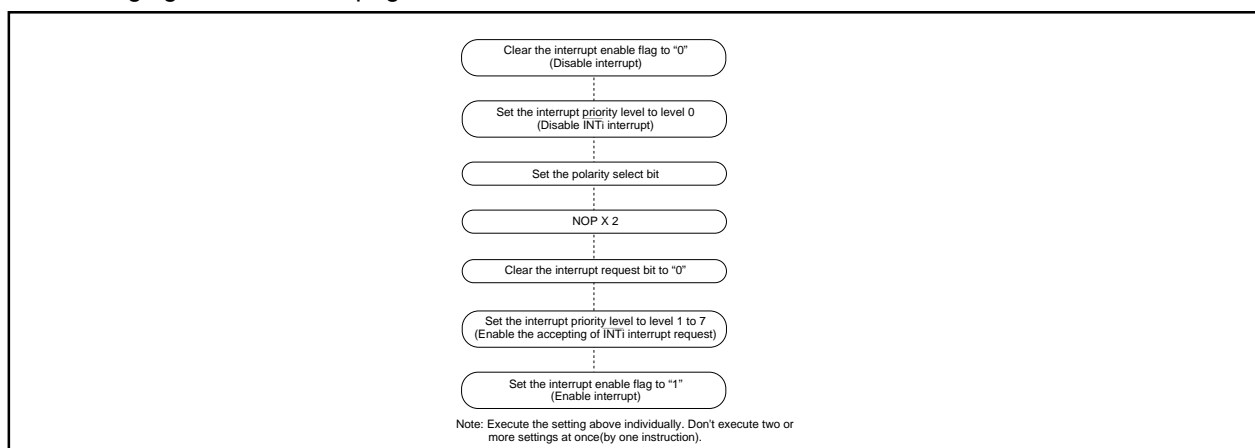 Clear the interrupt enable flag to “0”
(Disable interrupt)
Set the interrupt priority level to level 0
(Disable INTi interrupt)
Set the polarity select bit
NOP X 2
Clear the interrupt request bit to “0”
Set the interrupt priority level to level 1 to 7
(Enable the accepting of INTi interrupt request)
Set the interrupt enable flag to “1”
(Enable interrupt)
Note: Execute the setting above individually. Don’t execute two or
more settings at once(by one instruction).